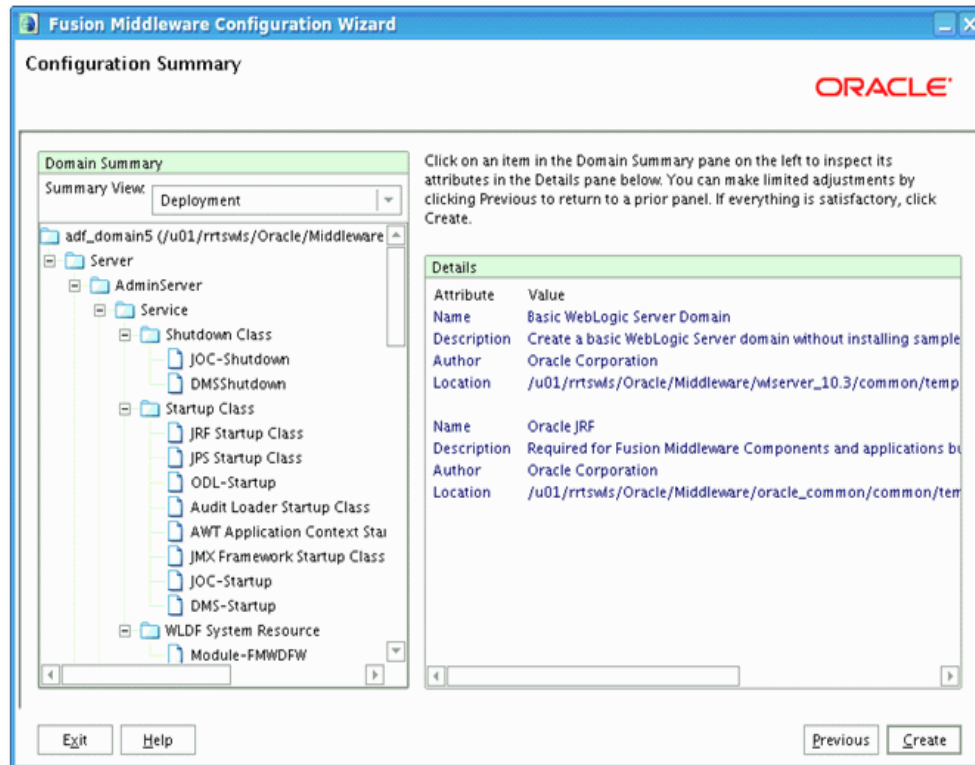 Fusion Middleware Configuration Wizard
Configuration Summary
ORACLE
Domain Summary
Summary View:
Deployment
adf_domain5 (/u01/rrtswls/Oracle/Middleware
Server
AdminServer
Service
Shutdown Class
JOC-Shutdown
DMSShutdown
Startup Class
JRF Startup Class
JPS Startup Class
ODL-Startup
Audit Loader Startup Class
AWT Application Context Star
JMX Framework Startup Class
JOC-Startup
DMS-Startup
WLDF System Resource
Module-FMWDFW
Click on an item in the Domain Summary pane on the left to inspect its
attributes in the Details pane below. You can make limited adjustments by
clicking Previous to return to a prior panel. If everything is satisfactory, click
Create.
Details
Attribute Value
Name Basic WebLogic Server Domain
Description Create a basic WebLogic Server domain without installing sample
Author Oracle Corporation
Location /u01/rrtswls/Oracle/Middleware/wlserver_10.3/common/temp
Name Oracle JRF
Description Required for Fusion Middleware Components and applications bu
Author Oracle Corporation
Location /u01/rrtswls/Oracle/Middleware/oracle_common/common/tem
Exit Help Previous Create